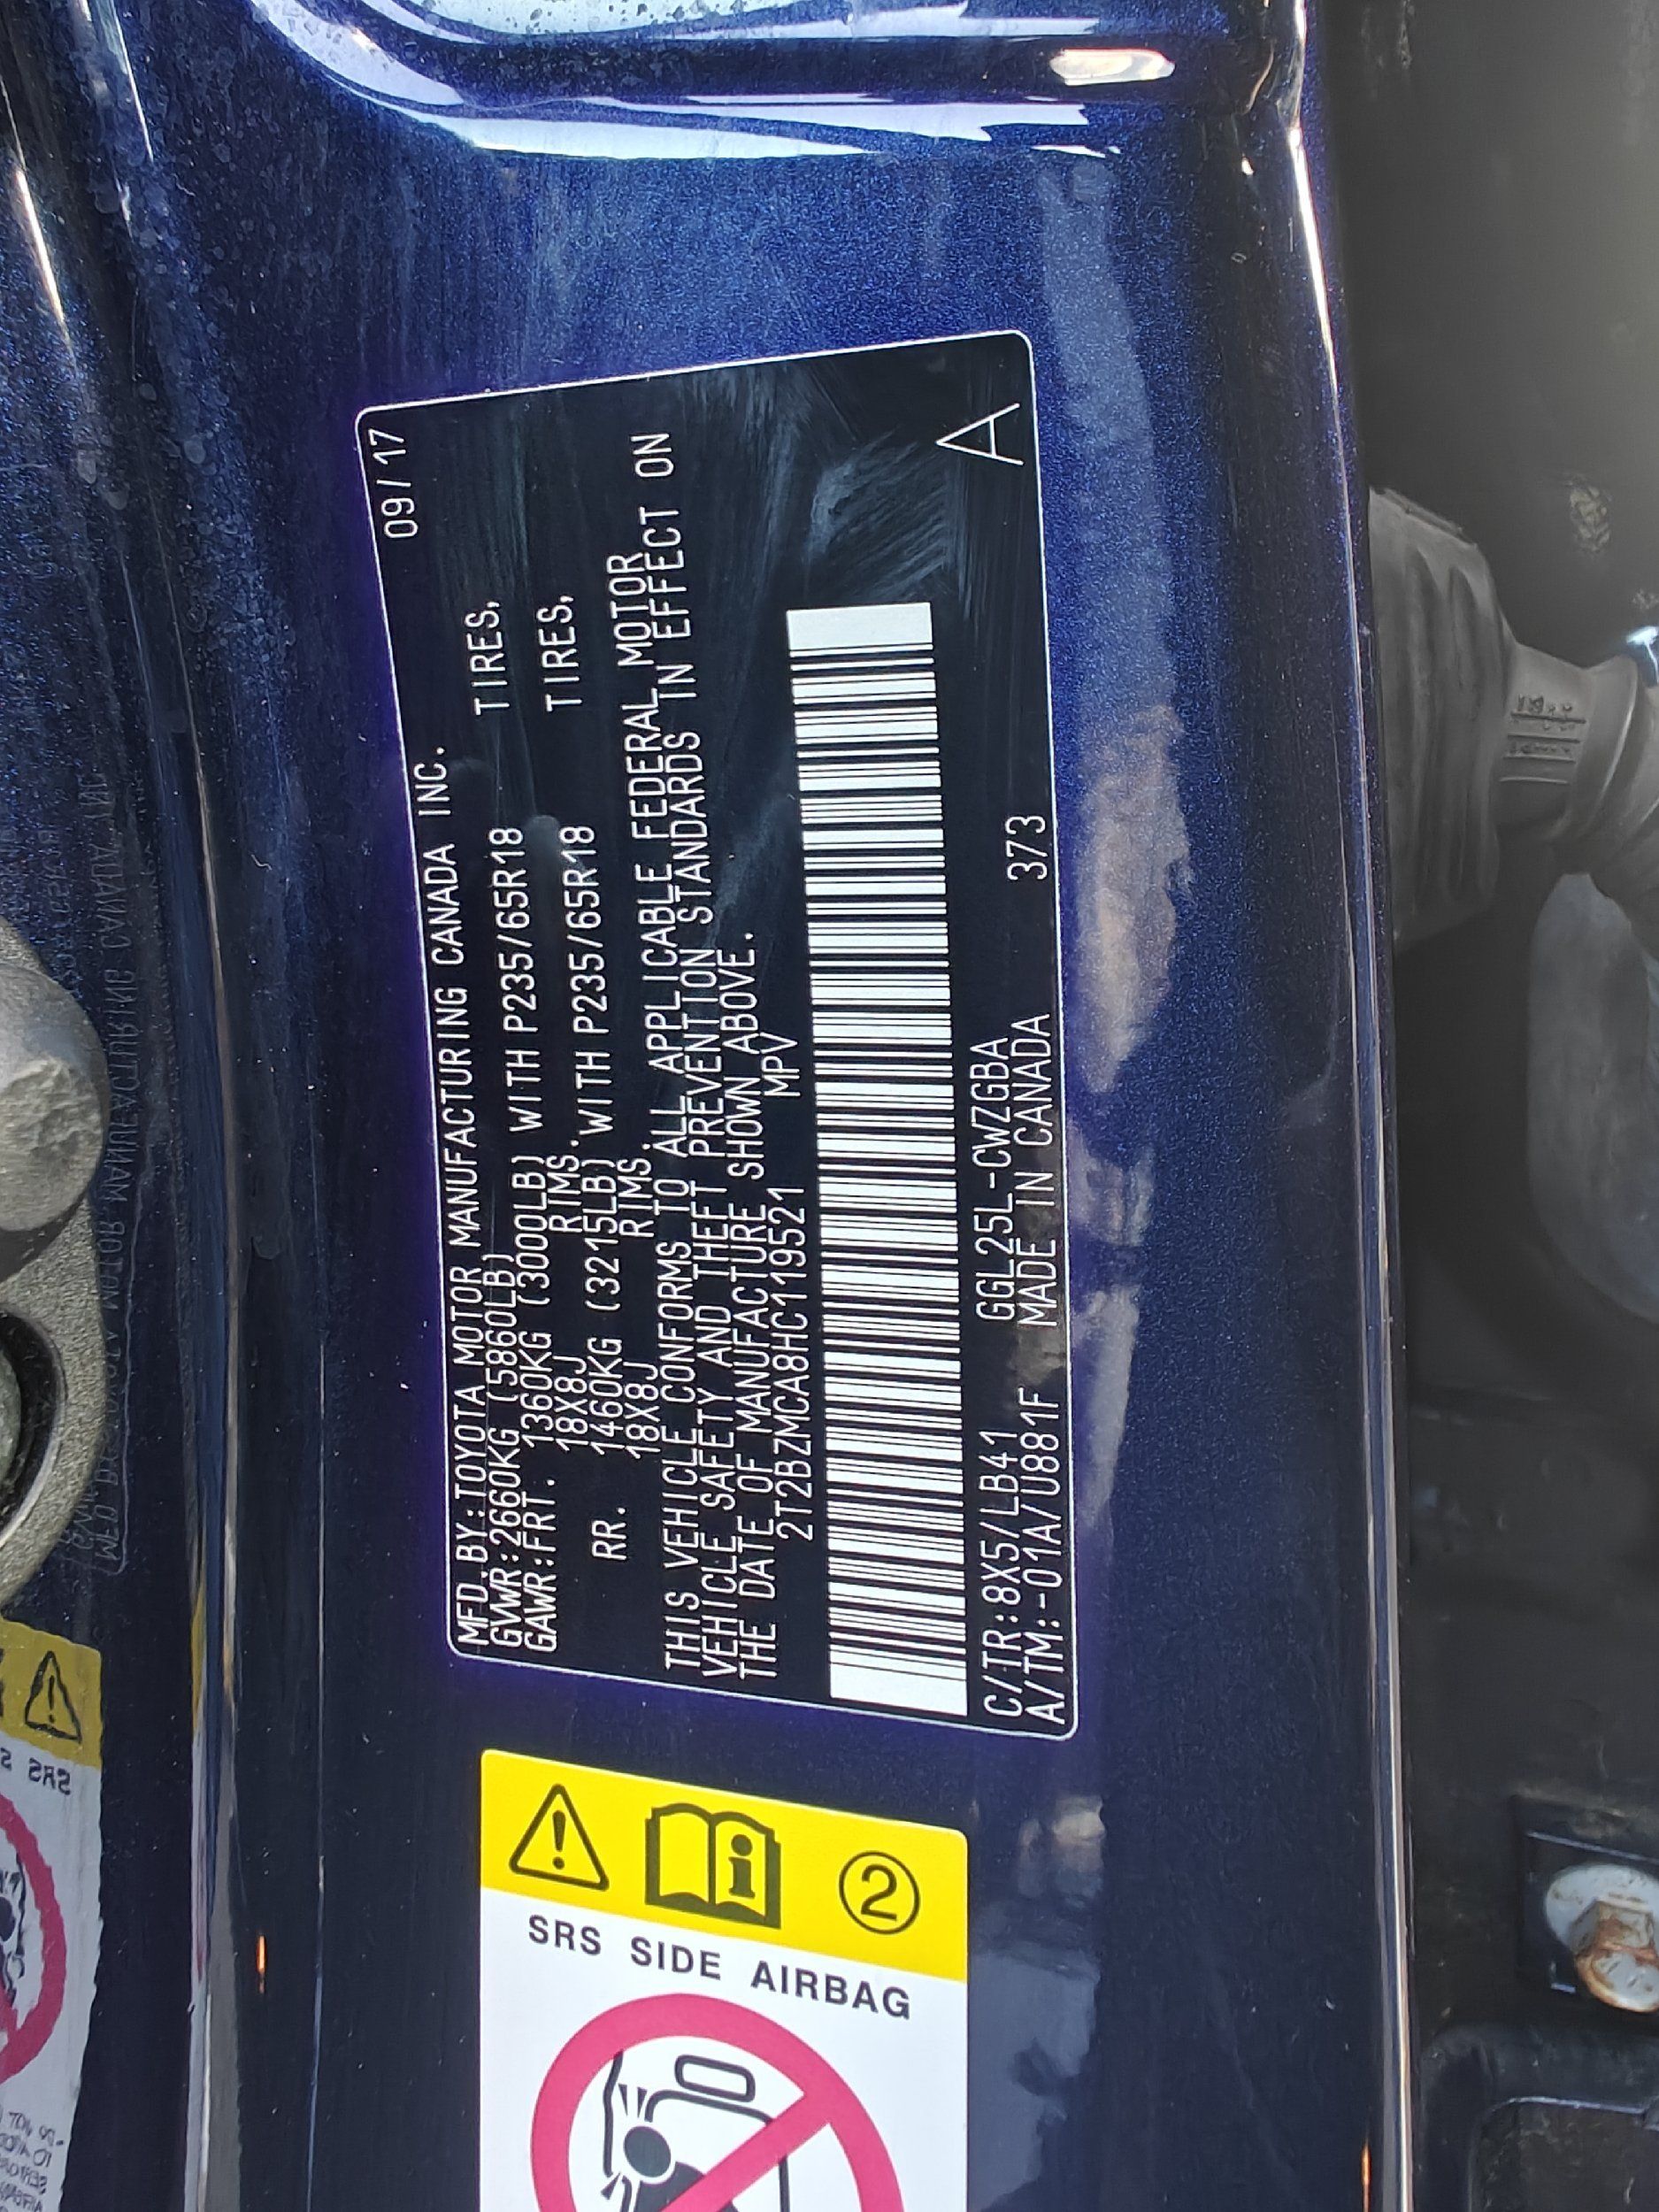 09/17
MFD.BY:TOYOTA MOTOR MANUFACTURING CANADA INC.
GVWR:2660KG (5860LB)
GAWR:FRT. 1360KG (3000LB) WITH P235/65R18 TIRES,
18X8J RIMS.
RR. 1460KG (3215LB) WITH P235/65R18 TIRES,
18X8J RIMS.
THIS VEHICLE CONFORMS TO ALL APPLICABLE FEDERAL MOTOR
VEHICLE SAFETY AND THEFT PREVENTION STANDARDS IN EFFECT ON
THE DATE OF MANUFACTURE SHOWN ABOVE.
2T2BZMCA8HC119521 MPV
C/TR:8X5/LB41 GGL25L-CWZGBA 373
A/TM:-01A/U881F MADE IN CANADA
A
2
SRS SIDE AIRBAG